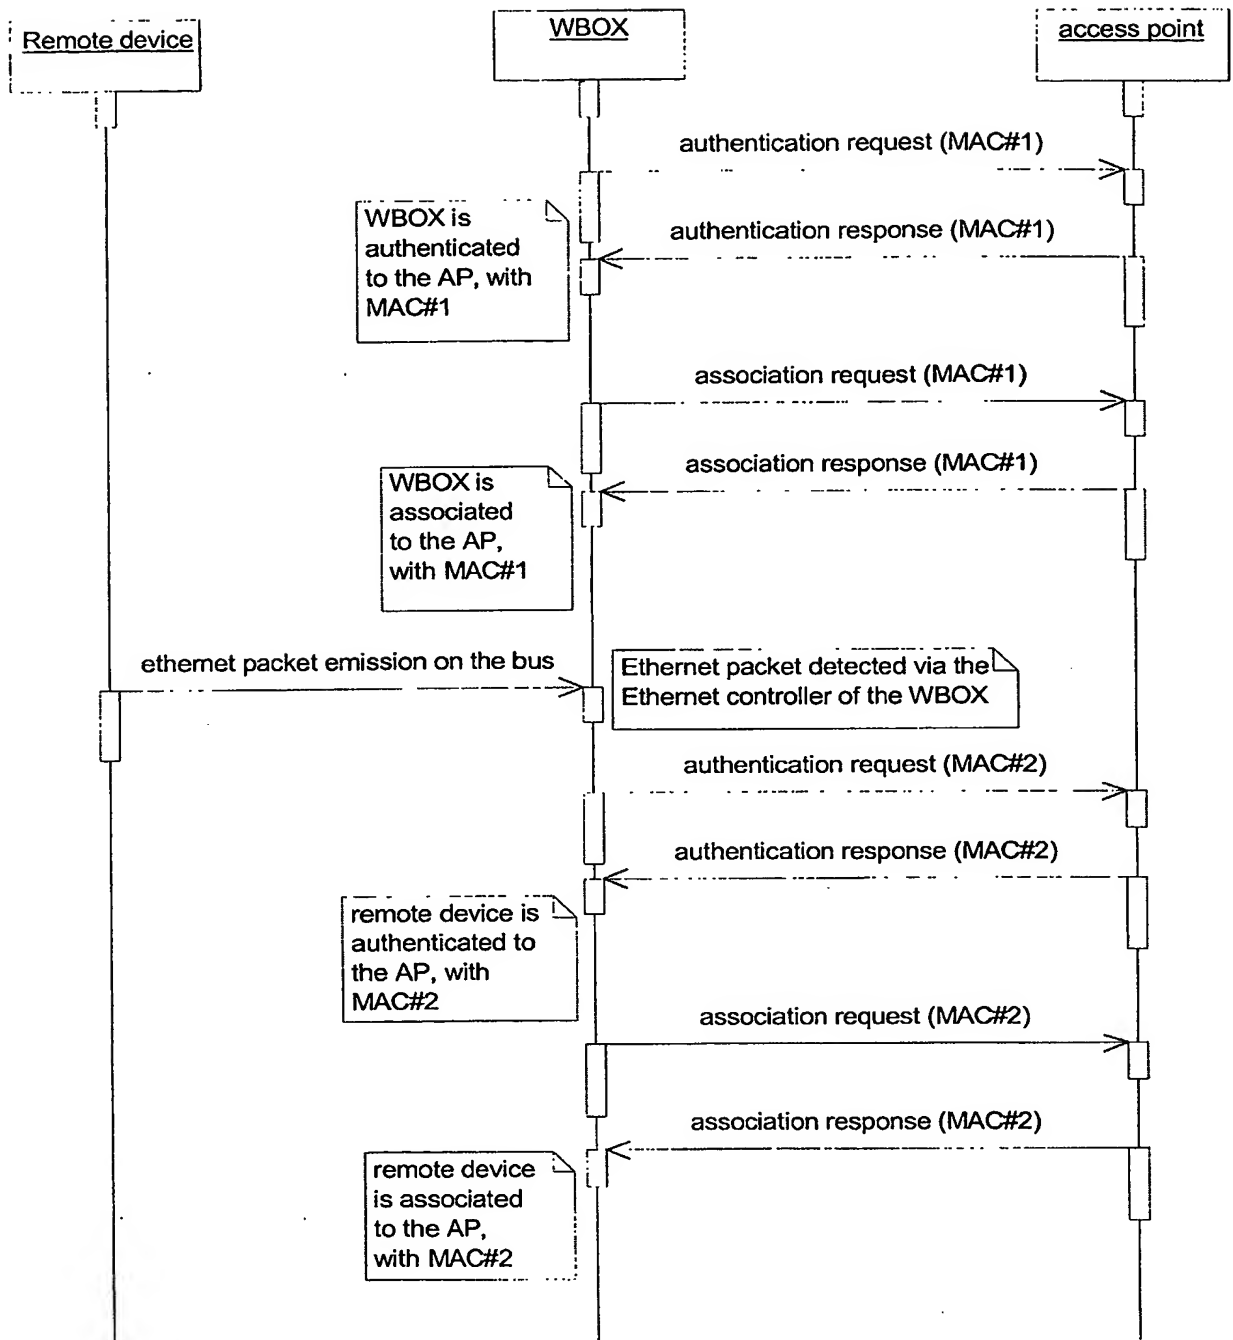 Remote device
WBOX
access point
authentication request (MAC#1)
WBOX is
authenticated
to the AP, with
MAC#1
authentication response (MAC#1)
association request (MAC#1)
association response (MAC#1)
WBOX is
associated
to the AP,
with MAC#1
ethernet packet emission on the bus
Ethernet packet detected via the
Ethernet controller of the WBOX
authentication request (MAC#2)
authentication response (MAC#2)
remote device is
authenticated to
the AP, with
MAC#2
association request (MAC#2)
association response (MAC#2)
remote device
is associated
to the AP,
with MAC#2